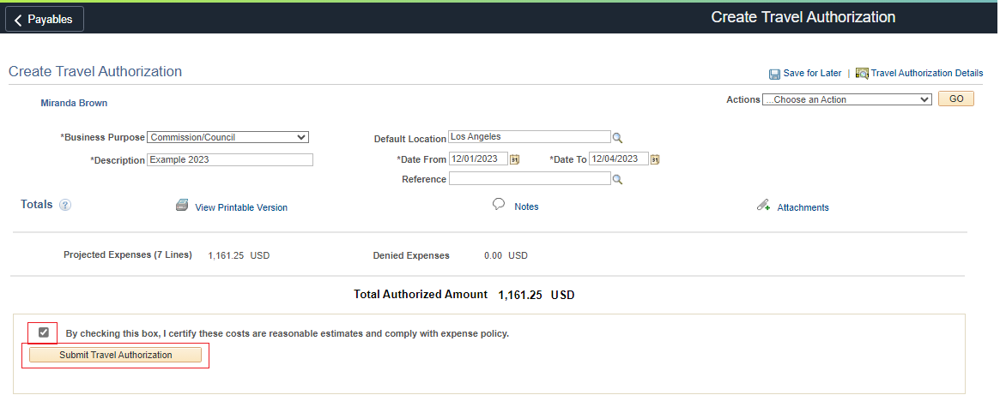 Payables
Create Travel Authorization
Create Travel Authorization
Save for Later | Travel Authorization Details
Miranda Brown
Actions ...Choose an Action GO
*Business Purpose Commission/Council
Default Location Los Angeles
*Description Example 2023
*Date From 12/01/2023 *Date To 12/04/2023
Reference
Totals ? View Printable Version Notes Attachments
Projected Expenses (7 Lines) 1,161.25 USD Denied Expenses 0.00 USD
Total Authorized Amount 1,161.25 USD
By checking this box, I certify these costs are reasonable estimates and comply with expense policy.
Submit Travel Authorization